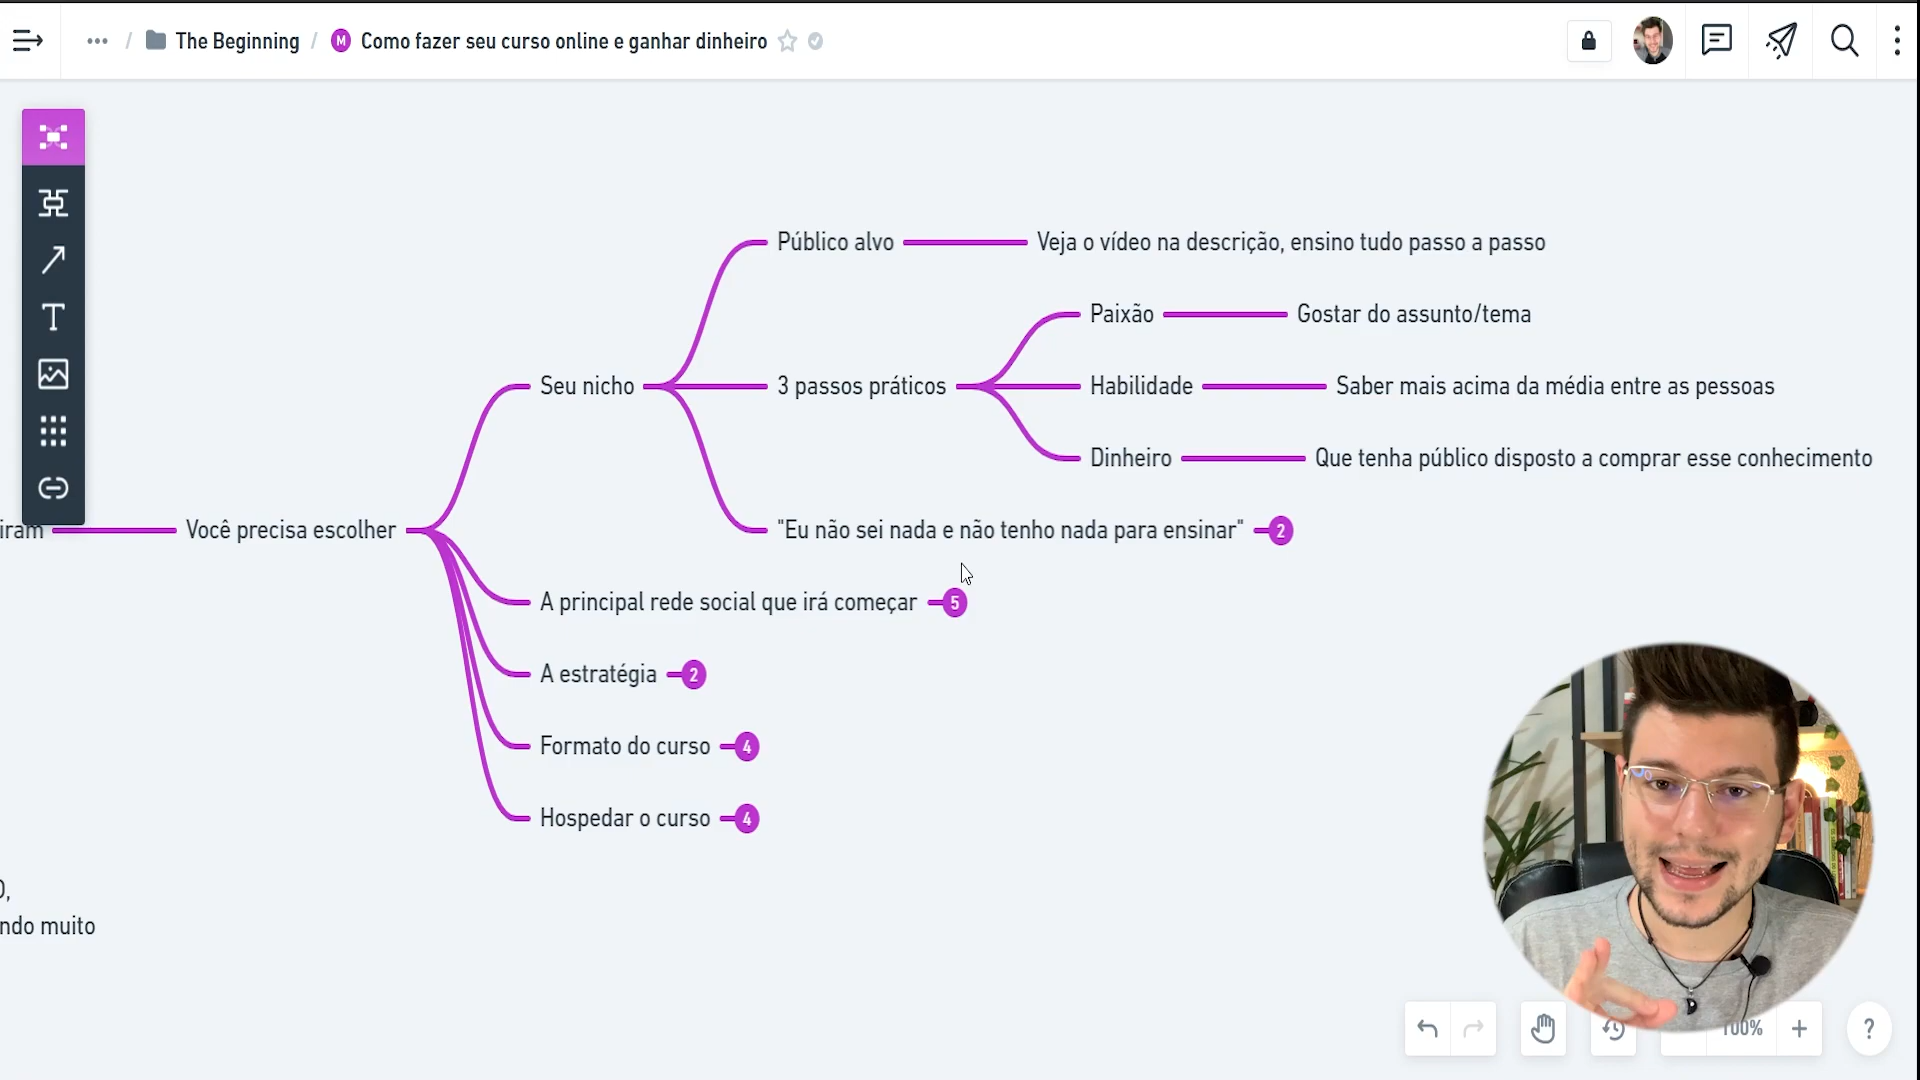 ... / The Beginning / M Como fazer seu curso online e ganhar dinheiro
Público alvo Veja o vídeo na descrição, ensino tudo passo a passo
Paixão Gostar do assunto/tema
Seu nicho 3 passos práticos Habilidade Saber mais acima da média entre as pessoas
Dinheiro Que tenha público disposto a comprar esse conhecimento
iram Você precisa escolher "Eu não sei nada e não tenho nada para ensinar" 2
A principal rede social que irá começar 5
A estratégia 2
Formato do curso 4
Hospedar o curso 4
O,
ndo muito
100% + ?